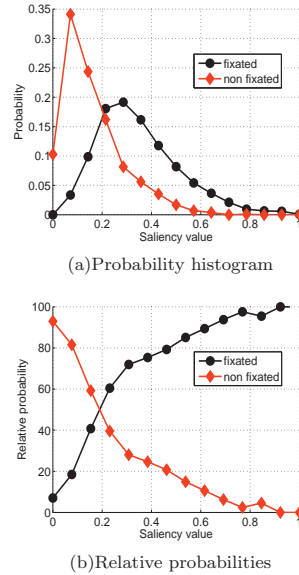 0.35
0.3
0.25
0.2
0.15
0.1
0.05
0
Probability
fixated
non fixated
0 0.2 0.4 0.6 0.8 1
Saliency value
(a)Probability histogram
100
80
60
40
20
0
Relative probability
fixated
non fixated
0 0.2 0.4 0.6 0.8 1
Saliency value
(b)Relative probabilities